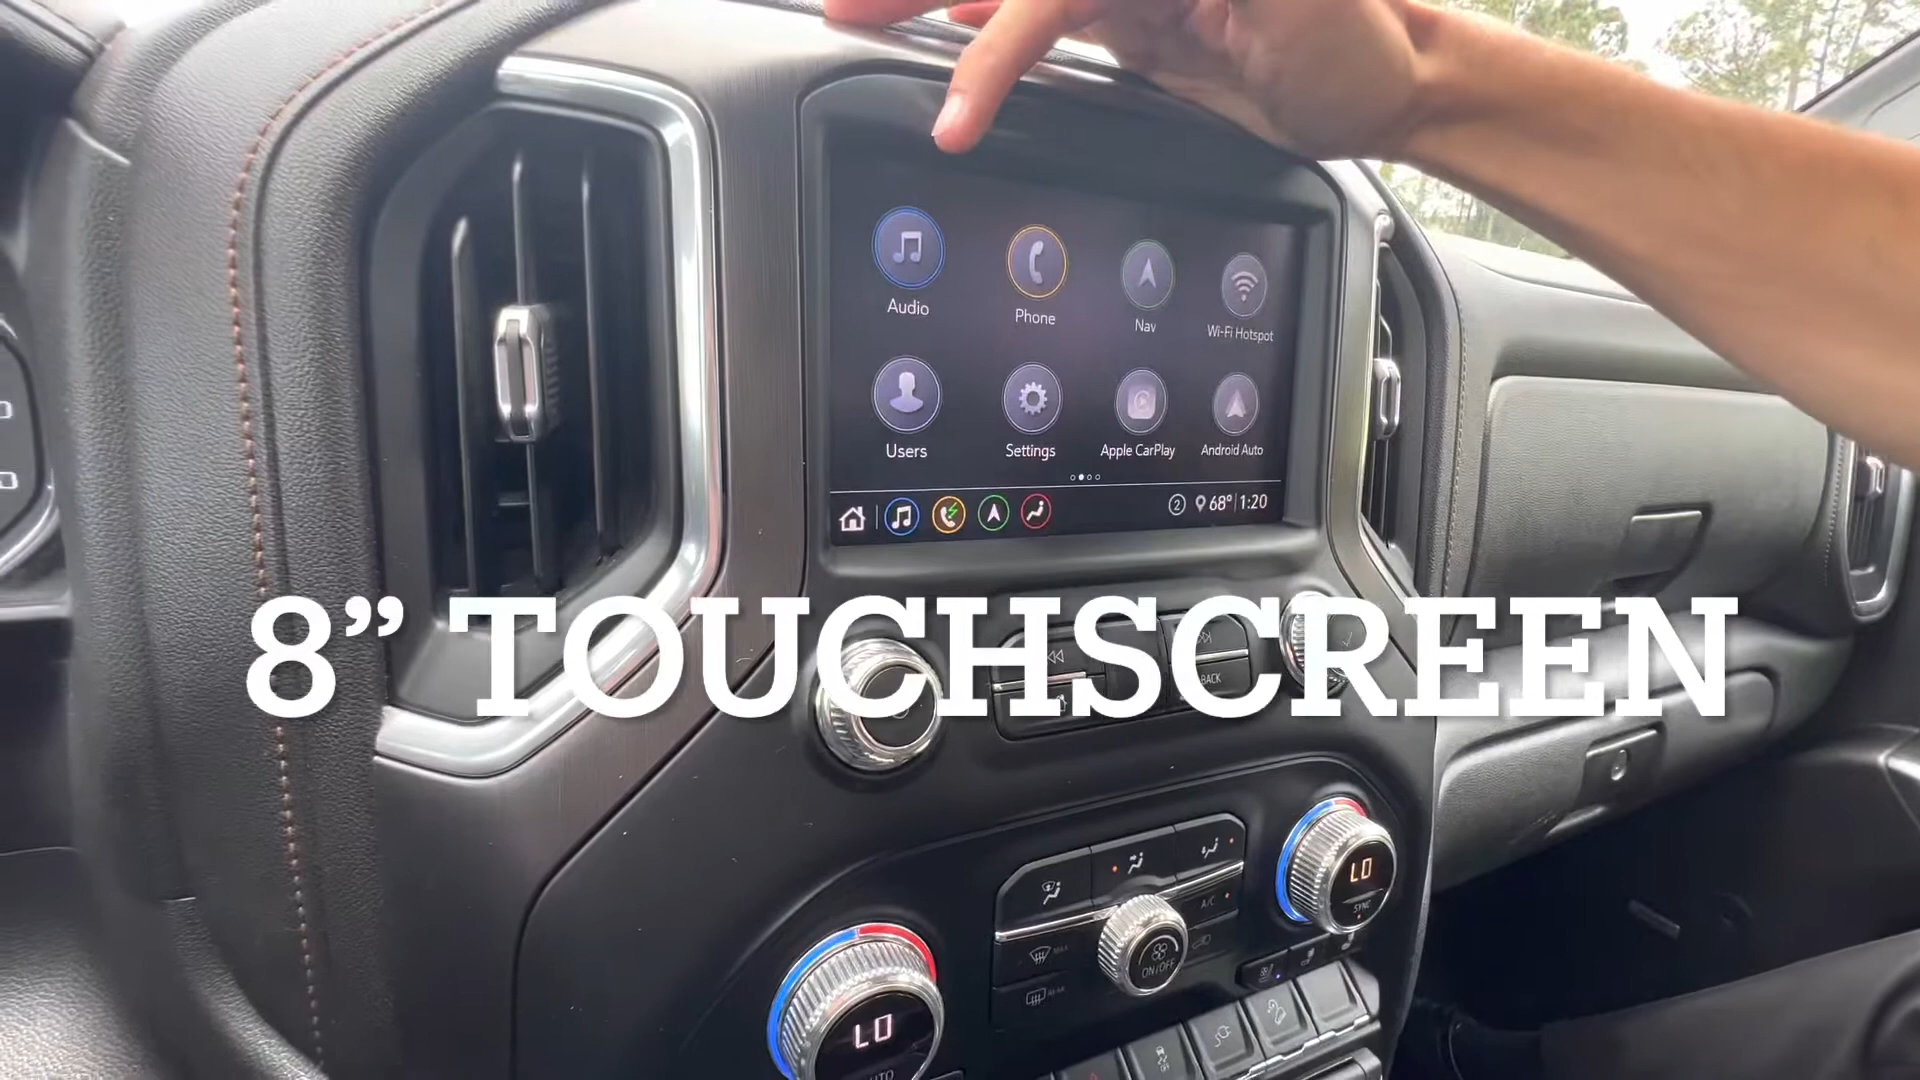 Audio
Phone
Nav
Wi-Fi Hotspot
Users
Settings
Apple CarPlay
Android Auto
2 68° 1:20
8” TOUCHSCREEN
BACK
LO
SYNC
A/C
ON/OFF
LO
AUTO